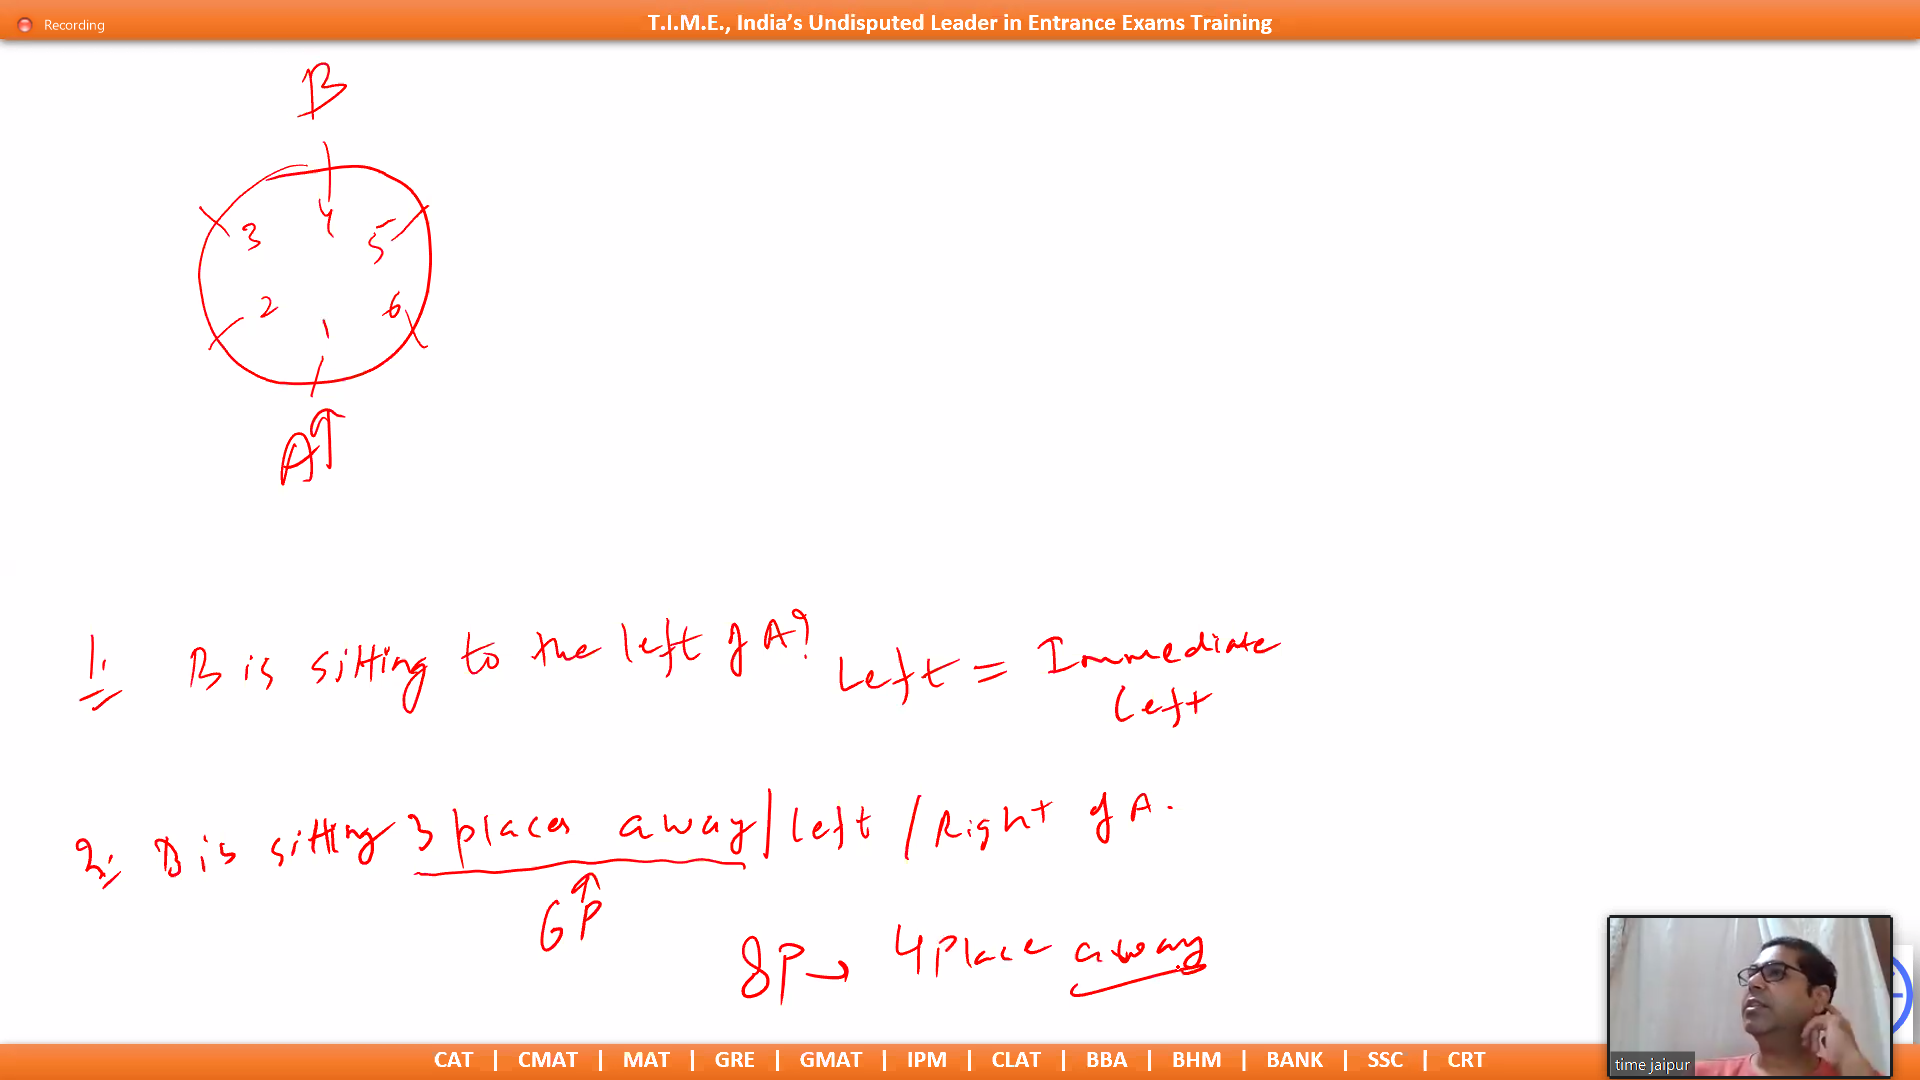 Recording
T.I.M.E., India's Undisputed Leader in Entrance Exams Training
B
3 4 5
2 1 6
A↑
1. B is sitting to the left of A? Left = Immediate
Left
2. B is sitting 3 places away/left/Right of A.
6P
8P → 4 Place away
time jaipur
CAT | CMAT | MAT | GRE | GMAT | IPM | CLAT | BBA | BHM | BANK | SSC | CRT